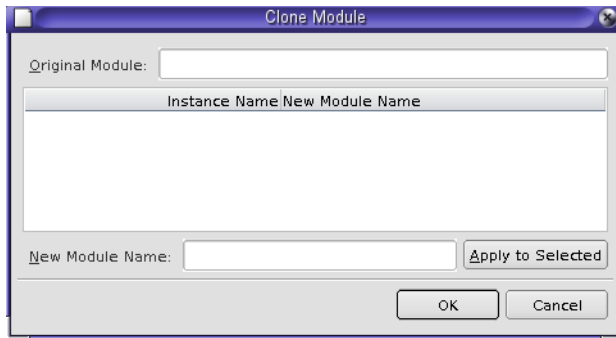 Clone Module
Original Module:
Instance Name New Module Name
New Module Name: Apply to Selected
OK Cancel